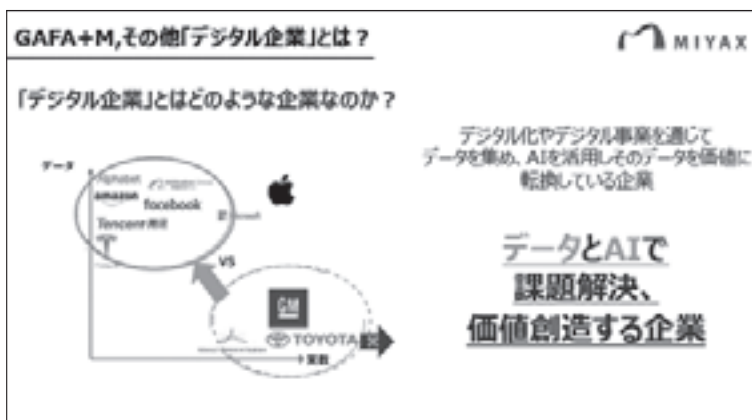 GAFA+M,その他「デジタル企業」とは？
MIYAX
「デジタル企業」とはどのような企業なのか？
デジタル化やデジタル事業を通じて
データを集め、AIを活用しそのデータを価値に
転換している企業
データ
Alphabet
amazon
facebook
Tencent 腾讯
VS
GM
TOYOTA
データとAIで
課題解決、
価値創造する企業